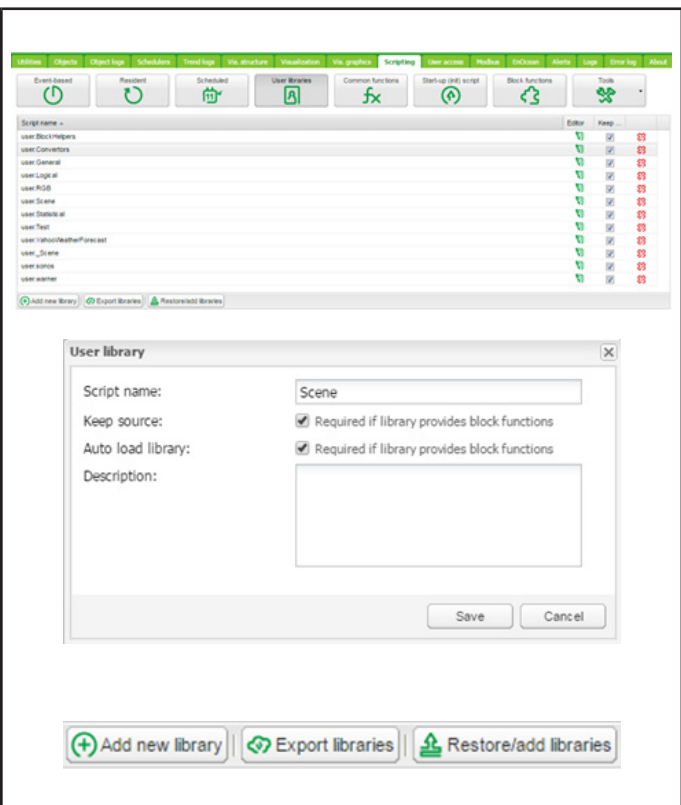 Utilities Objects Object logs Schedulers Trend logs Vis. structure Visualization Vis. graphics Scripting User access Modbus EnOcean Alerts Logs Error log About
Event-based Resident Scheduled User libraries Common functions Start-up (init) script Block functions Tools
Script name Editor Keep ...
user.BlockHelpers
user.Convertors
user.General
user.Logical
user.RGB
user.Scene
user.Statistical
user.Test
user.YahooWeatherForecast
user._Scene
user.sonos
user.warner
Add new library Export libraries Restore/add libraries
User library
Script name: Scene
Keep source: Required if library provides block functions
Auto load library: Required if library provides block functions
Description:
Save Cancel
Add new library Export libraries Restore/add libraries